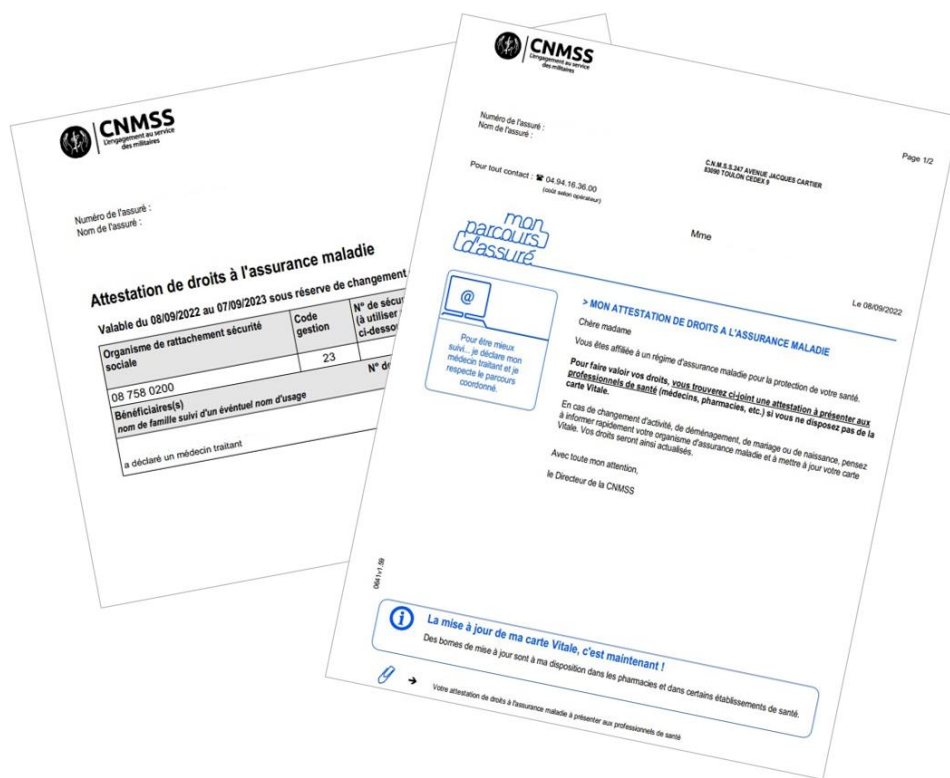 CNMSS
L'engagement au service
des militaires
Numéro de l'assuré :
Nom de l'assuré :
Attestation de droits à l'assurance maladie
Valable du 08/09/2022 au 07/09/2023 sous réserve de changement
Organisme de rattachement sécurité
sociale
Code
gestion
N° de sécu
(à utiliser
ci-desso
08 758 0200
23
Bénéficiaires(s)
nom de famille suivi d'un éventuel nom d'usage
N° de
a déclaré un médecin traitant
CNMSS
L'engagement au service
des militaires
Numéro de l'assuré :
Nom de l'assuré :
Page 1/2
C.N.M.S.S.247 AVENUE JACQUES CARTIER
83090 TOULON CEDEX 9
Pour tout contact : ☎ 04.94.16.36.00
(coût selon opérateur)
Mme
mon
parcours
d'assuré
Le 08/09/2022
@
Pour être mieux
suivi... je déclare mon
médecin traitant et je
respecte le parcours
coordonné.
> MON ATTESTATION DE DROITS A L'ASSURANCE MALADIE
Chère madame
Vous êtes affiliée à un régime d'assurance maladie pour la protection de votre santé.
Pour faire valoir vos droits, vous trouverez ci-joint une attestation à présenter aux
professionnels de santé (médecins, pharmacies, etc.) si vous ne disposez pas de la
carte Vitale.
En cas de changement d'activité, de déménagement, de mariage ou de naissance, pensez
à informer rapidement votre organisme d'assurance maladie et à mettre à jour votre carte
Vitale. Vos droits seront ainsi actualisés.
Avec toute mon attention,
le Directeur de la CNMSS
0641v1.59
La mise à jour de ma carte Vitale, c'est maintenant !
Des bornes de mise à jour sont à ma disposition dans les pharmacies et dans certains établissements de santé.
➔ Votre attestation de droits à l'assurance maladie à présenter aux professionnels de santé